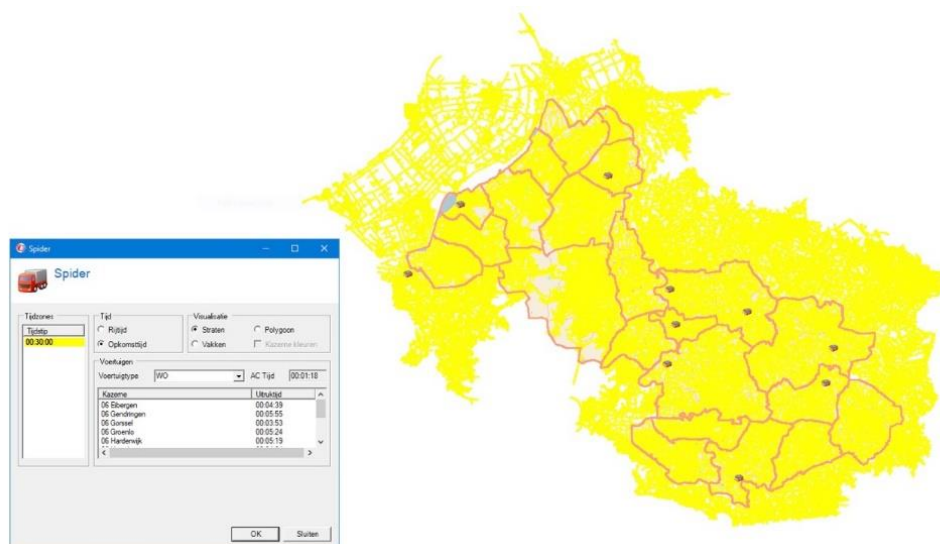 Spider
Spider
Tijdzones
Tijdstip
00:30:00
Tijd
Rijtijd
Opkomsttijd
Visualisatie
Straten
Polygoon
Vakken
Kazerne kleuren
Voertuigen
Voertuigtype WO AC Tijd 00:01:18
Kazerne Uitruktijd
06 Eibergen 00:04:39
06 Gendringen 00:05:55
06 Gorssel 00:03:53
06 Groenlo 00:05:24
06 Harderwijk 00:05:19
OK Sluiten